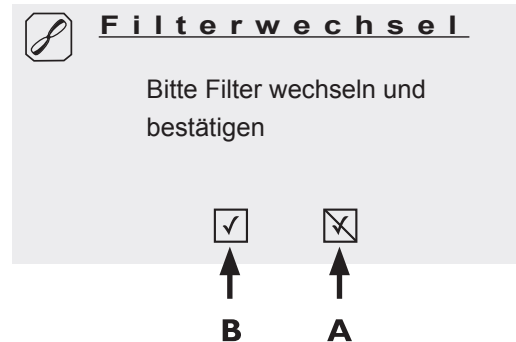 Filterwechsel
Bitte Filter wechseln und
bestätigen
B A